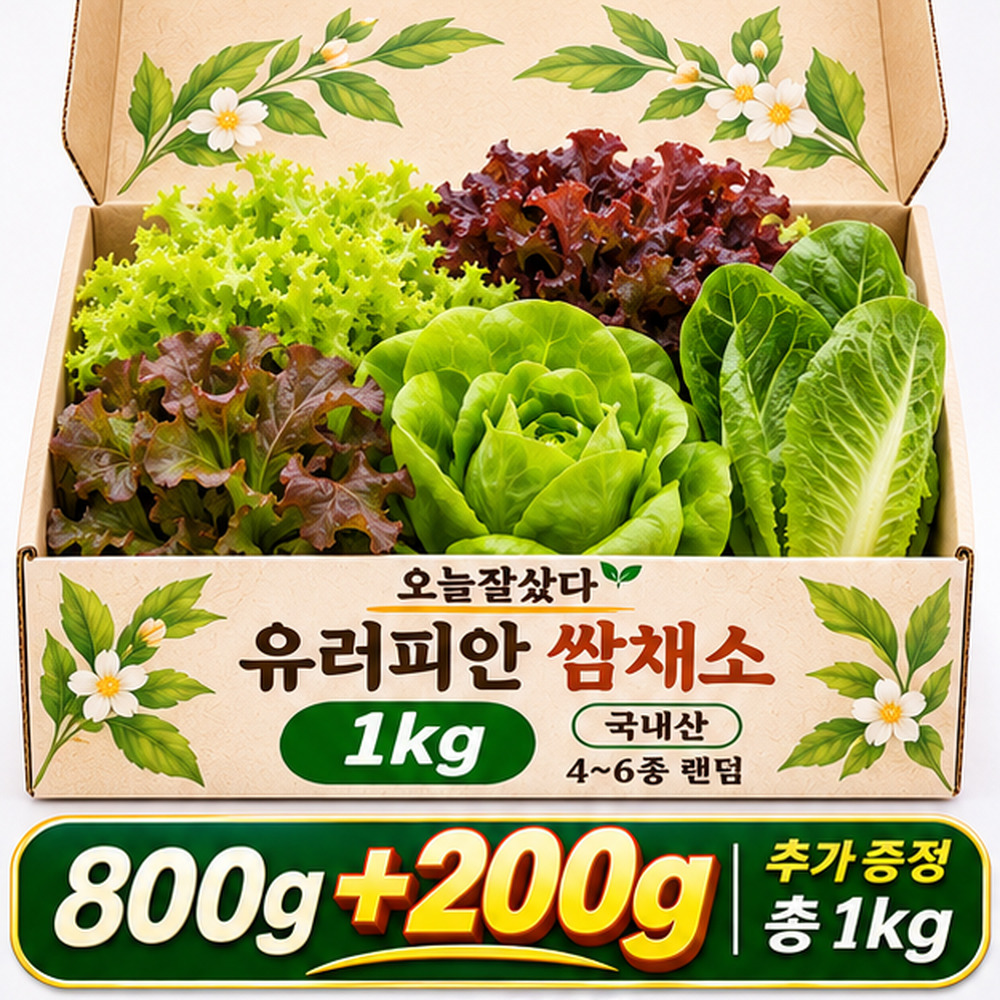 오늘잘샀다
유러피안 쌈채소
1kg
국내산
4~6종 랜덤
800g+200g
추가 증정
총 1kg